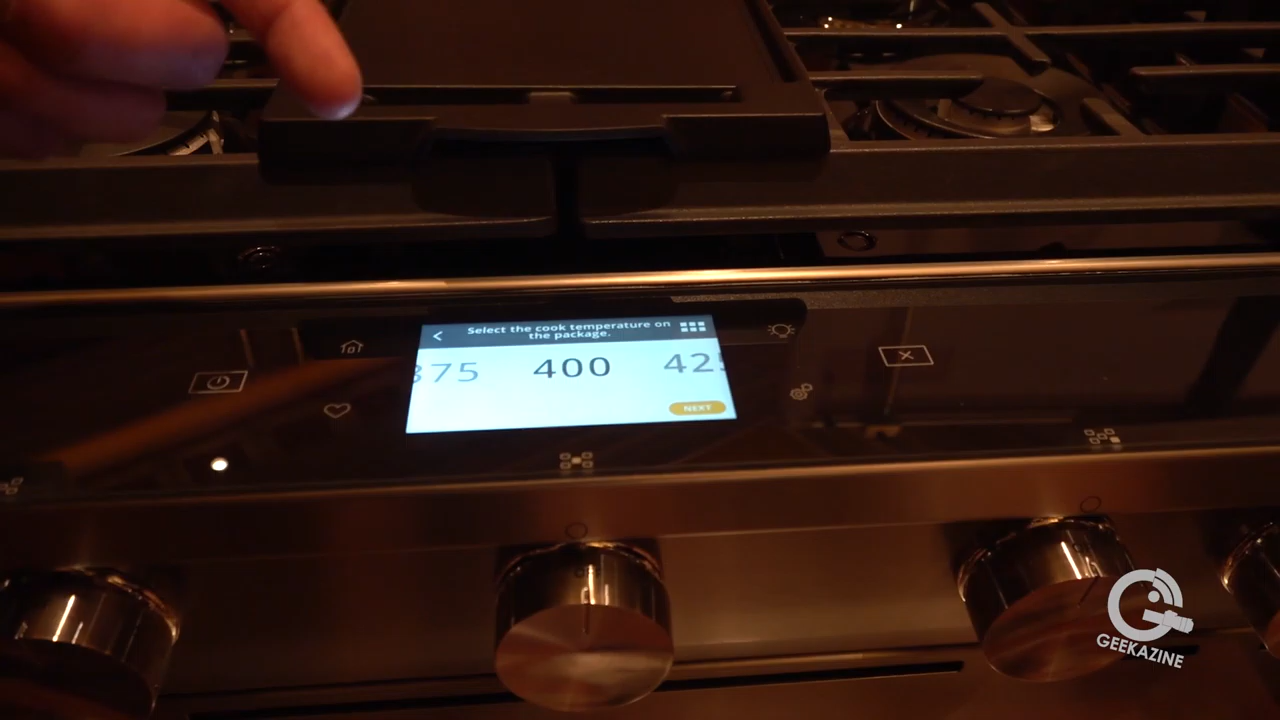 Select the cook temperature on
the package.
375 400 425
NEXT
GEEKAZINE